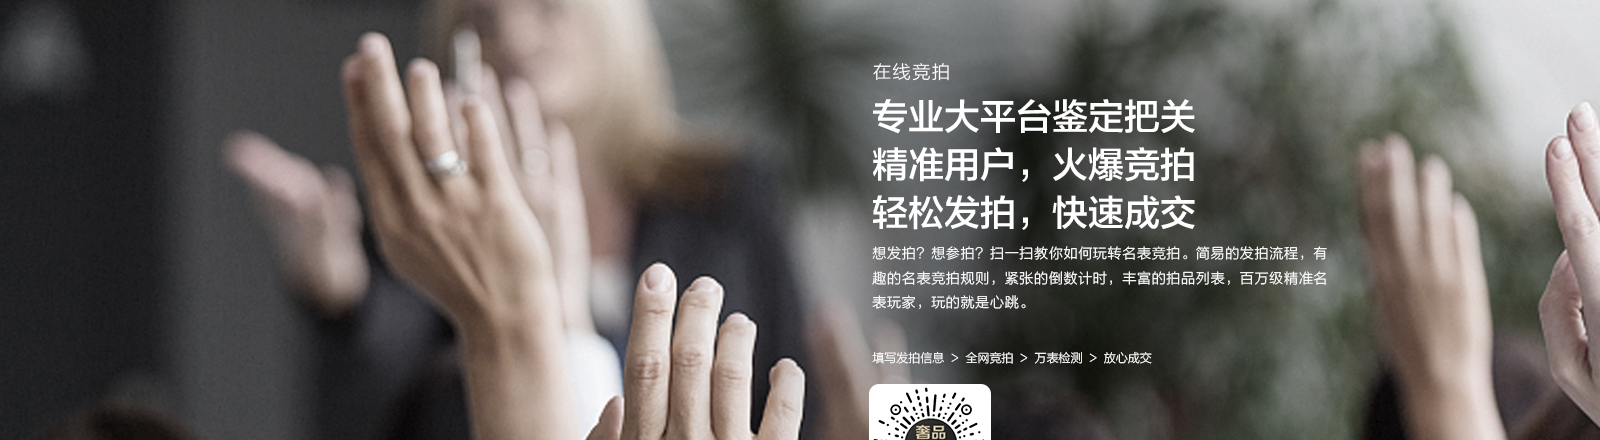 在线竞拍
专业大平台鉴定把关
精准用户，火爆竞拍
轻松发拍，快速成交
想发拍？想参拍？扫一扫教你如何玩转名表竞拍。简易的发拍流程，有
趣的名表竞拍规则，紧张的倒数计时，丰富的拍品列表，百万级精准名
表玩家，玩的就是心跳。
填写发拍信息 > 全网竞拍 > 万表检测 > 放心成交
奢品